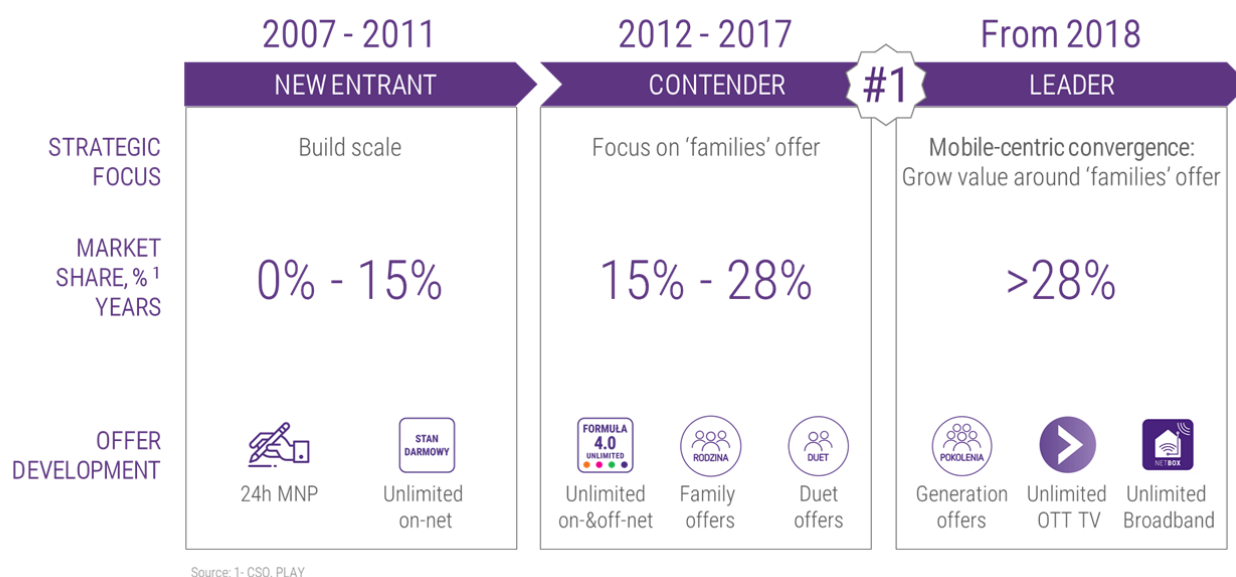 2007 - 2011
2012 - 2017
From 2018
NEW ENTRANT
CONTENDER
#1
LEADER
STRATEGIC
FOCUS
Build scale
Focus on ‘families’ offer
Mobile-centric convergence:
Grow value around ‘families’ offer
MARKET
SHARE, % 1
YEARS
0% - 15%
15% - 28%
>28%
OFFER
DEVELOPMENT
STAN
DARMOWY
FORMULA
4.0
UNLIMITED
RODZINA
DUET
POKOLENIA
NETBOX
24h MNP
Unlimited
on-net
Unlimited
on-&off-net
Family
offers
Duet
offers
Generation
offers
Unlimited
OTT TV
Unlimited
Broadband
Source: 1- CSO, PLAY